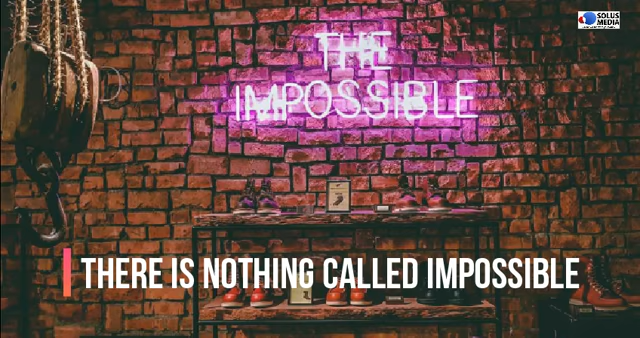 SOLUS
MEDIA
THE
IMPOSSIBLE
THERE IS NOTHING CALLED IMPOSSIBLE